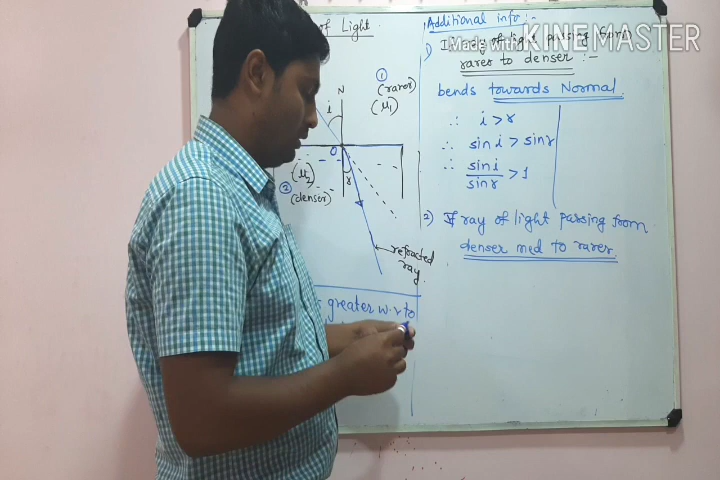 of Light
N
①
(rarer)
(μ1)
i
O
(μ2)
②
(denser)
r
refracted
ray
greater w.r to
Additional info :-
1) If ray of light passing from
rarer to denser :-
bends towards Normal
∴ i > r
∴ sin i > sin r
∴ sin i
sin r
> 1
2) If ray of light passing from
denser med to rarer
Made with KINEMASTER